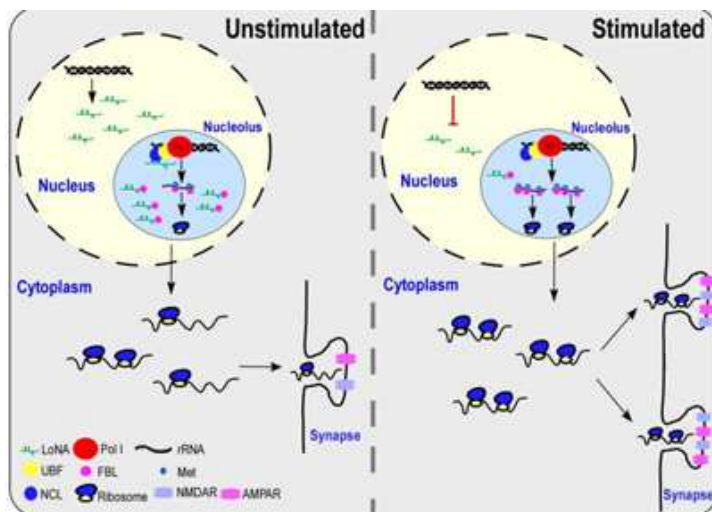 Unstimulated
Stimulated
Nucleolus
Nucleus
Cytoplasm
Synapse
Nucleolus
Nucleus
Cytoplasm
Synapse
LoNA Pol I rRNA
UBF FBL Met
NCL Ribosome NMDAR AMPAR